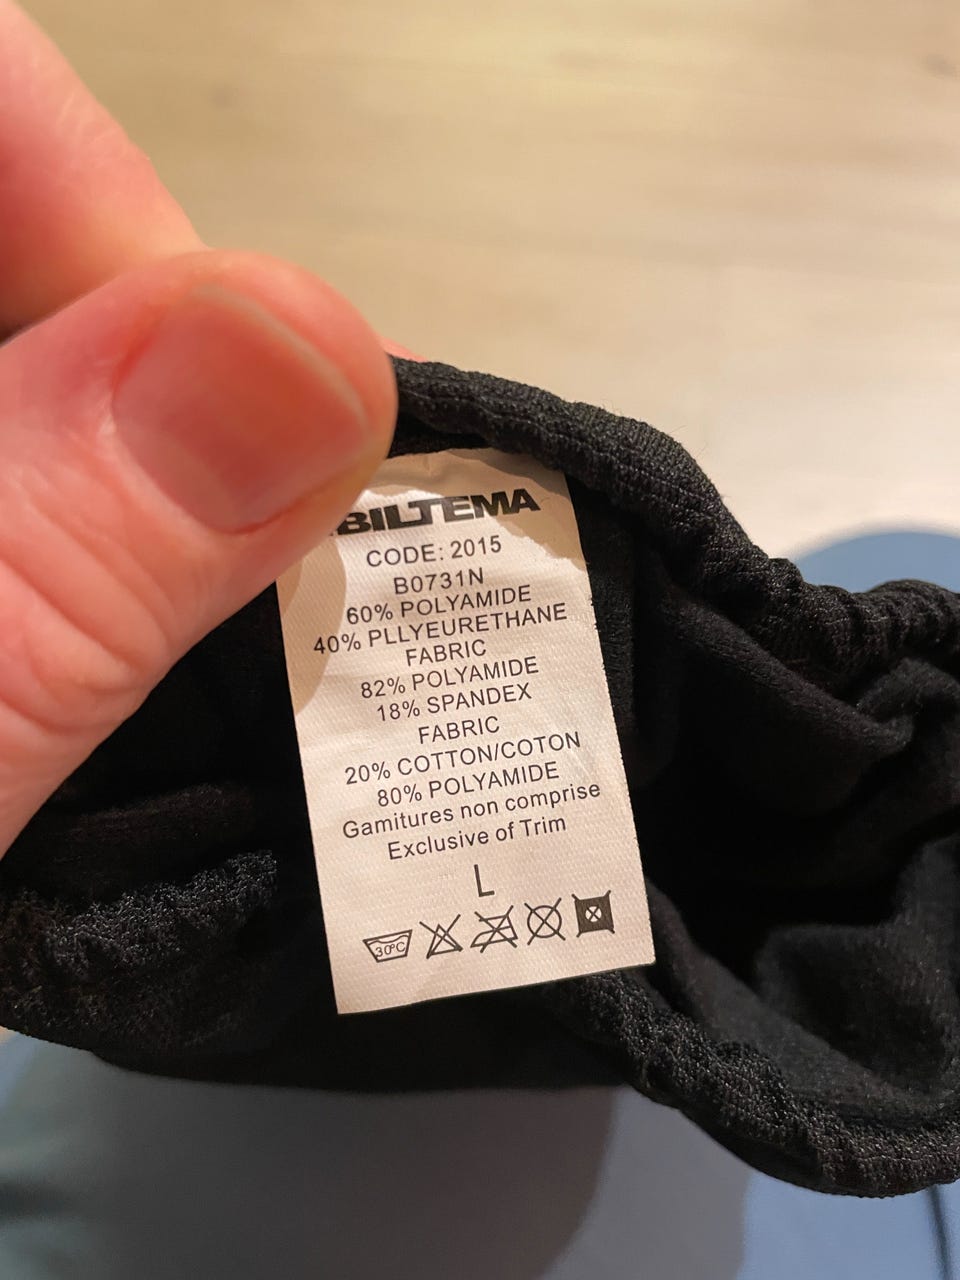 BILTEMA
CODE: 2015
B0731N
60% POLYAMIDE
40% PLLYEURETHANE
FABRIC
82% POLYAMIDE
18% SPANDEX
FABRIC
20% COTTON/COTON
80% POLYAMIDE
Gamitures non comprise
Exclusive of Trim
L
30°C